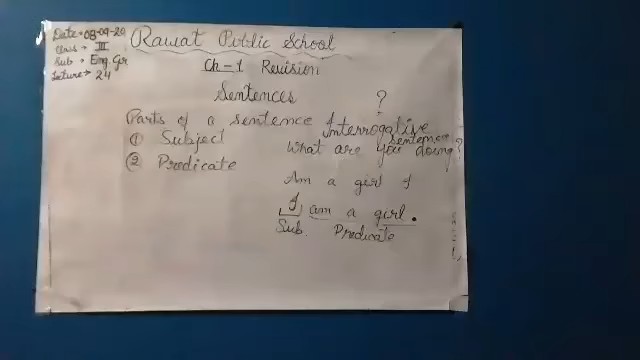 Date → 08-09-20
Class → III
Sub → Eng. Gr
Lecture → 24
Rawat Public School
Ch-1 Revision
Sentences
?
Parts of a sentence
① Subject
② Predicate
Interrogative
sentence
What are you doing?
Am a girl I
I am a girl.
Sub. Predicate